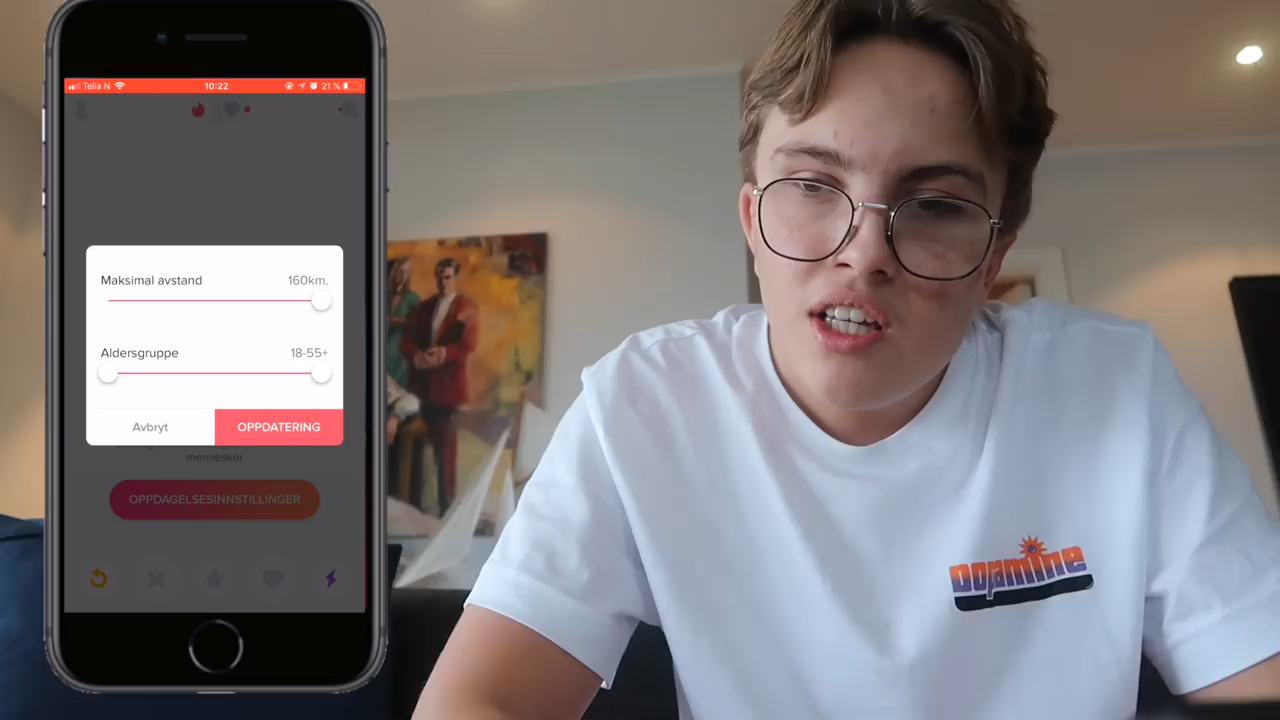 Telia N 10:22 21 %
Maksimal avstand 160km.
Aldersgruppe 18-55+
Avbryt OPPDATERING
mennesker
OPPDAGELSESINNSTILLINGER
Dopamine